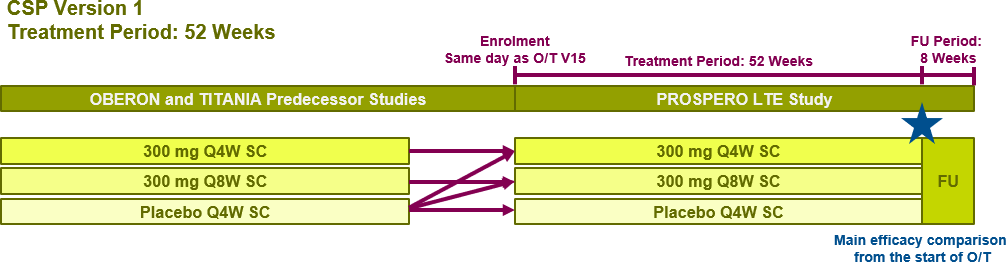 CSP Version 1
Treatment Period: 52 Weeks
Enrolment
Same day as O/T V15
Treatment Period: 52 Weeks
FU Period:
8 Weeks
OBERON and TITANIA Predecessor Studies
PROSPERO LTE Study
300 mg Q4W SC
300 mg Q4W SC
300 mg Q8W SC
300 mg Q8W SC
FU
Placebo Q4W SC
Placebo Q4W SC
Main efficacy comparison
from the start of O/T